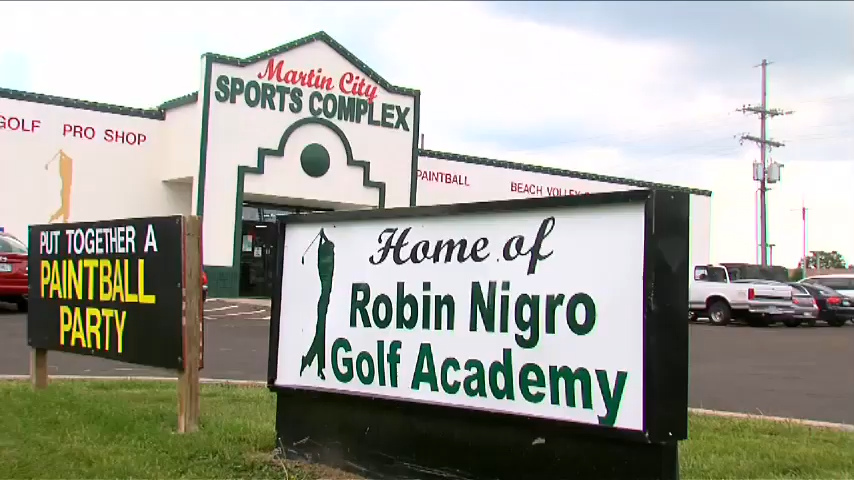 Martin City
SPORTS COMPLEX
GOLF PRO SHOP
PAINTBALL
BEACH VOLLEY
PUT TOGETHER A
PAINTBALL
PARTY
Home of
Robin Nigro
Golf Academy